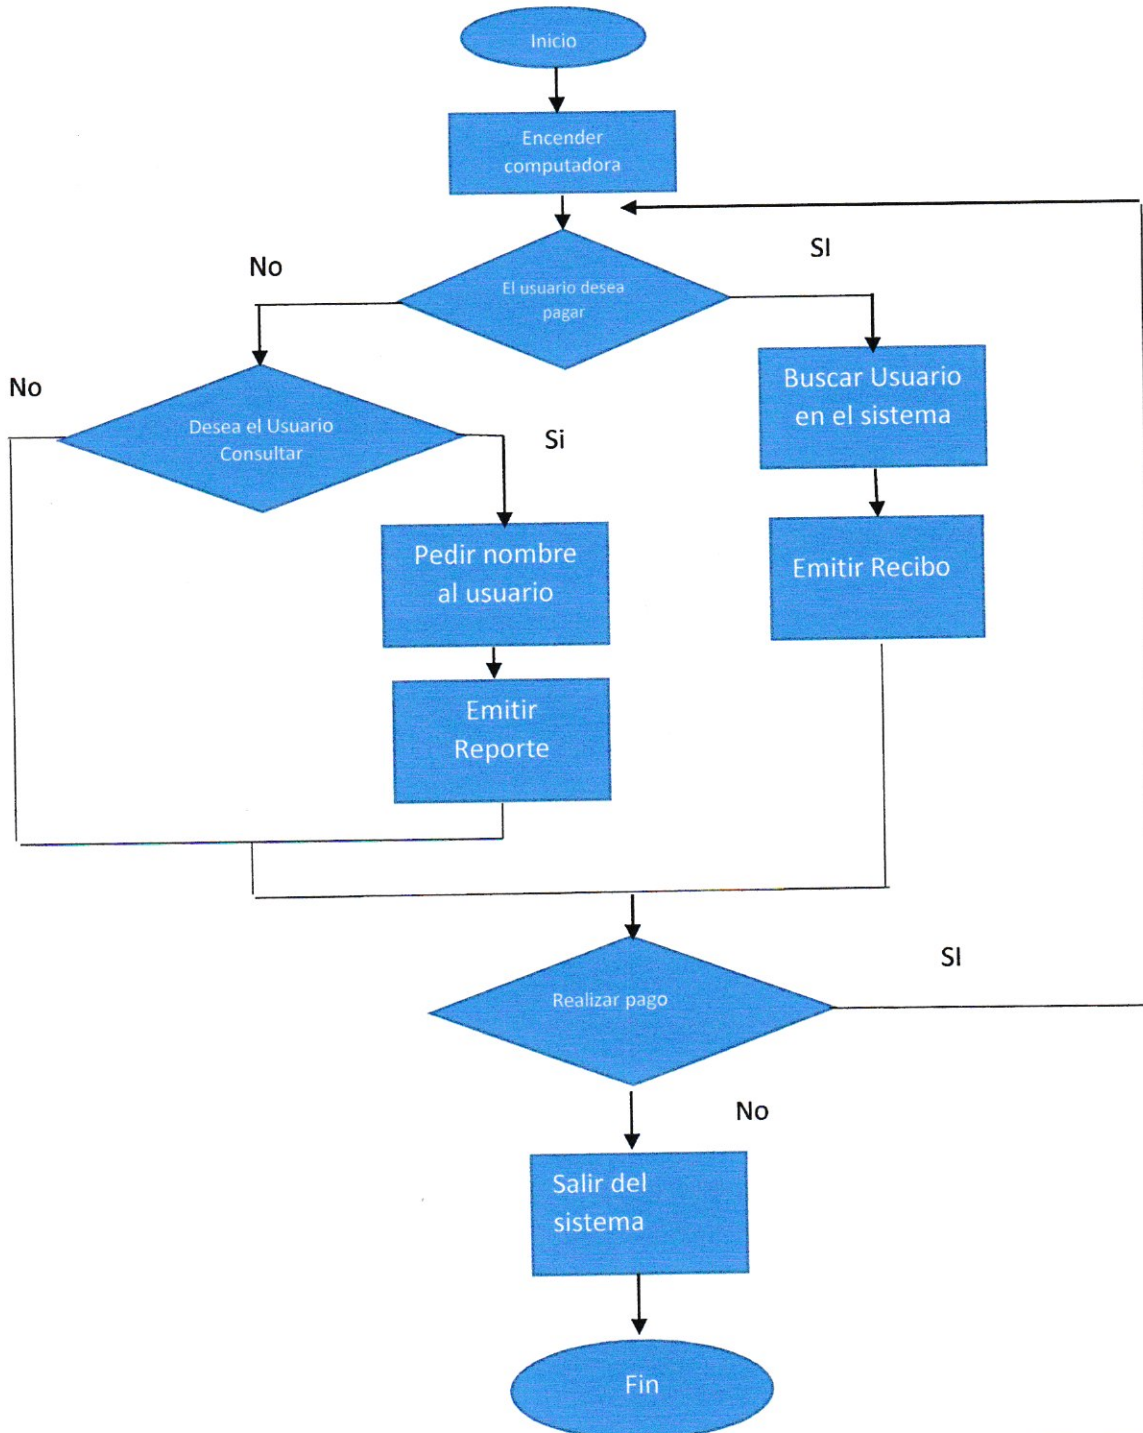 Inicio
Encender
computadora
No
SI
El usuario desea
pagar
No
Desea el Usuario
Consultar
Si
Buscar Usuario
en el sistema
Pedir nombre
al usuario
Emitir Recibo
Emitir
Reporte
Realizar pago
SI
No
Salir del
sistema
Fin